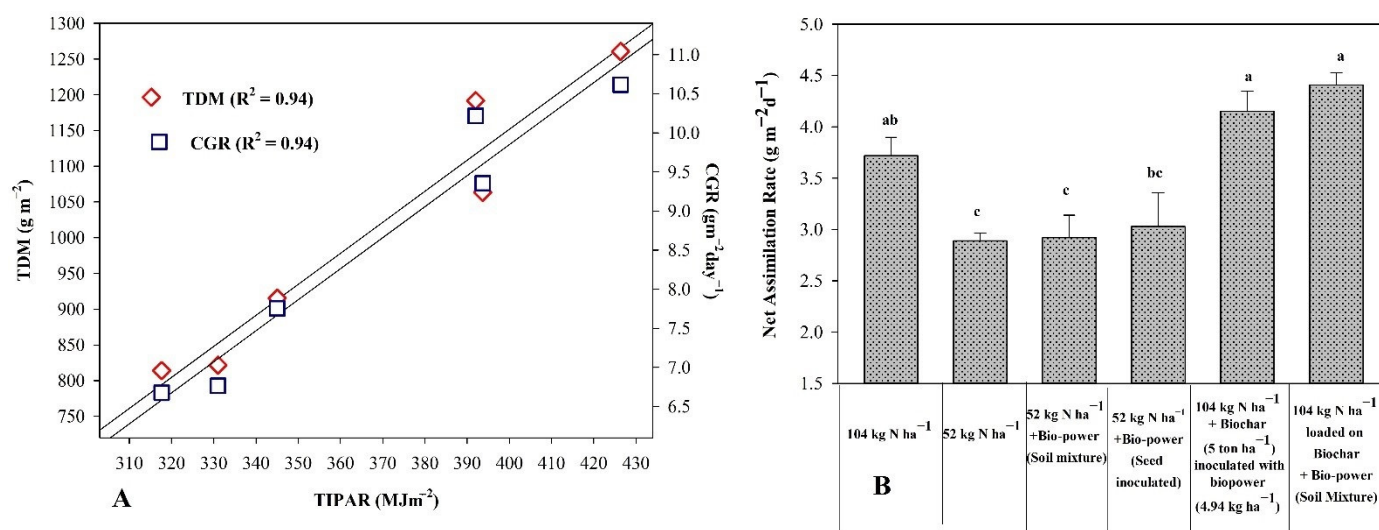 1300
1250
1200
1150
1100
1050
1000
950
900
850
800
750
TDM (g m⁻²)
TDM (R² = 0.94)
CGR (R² = 0.94)
11.0
10.5
10.0
9.5
9.0
8.5
8.0
7.5
7.0
6.5
CGR (gm⁻²day⁻¹)
310 320 330 340 350 360 370 380 390 400 410 420 430
A
TIPAR (MJm⁻²)
Net Assimilation Rate (g m⁻²d⁻¹)
5.0
4.5
4.0
3.5
3.0
2.5
2.0
1.5
ab
c
c
bc
a
a
104 kg N ha⁻¹
52 kg N ha⁻¹
52 kg N ha⁻¹
+Bio-power
(Soil mixture)
52 kg N ha⁻¹
+Bio-power
(Seed
inoculated)
104 kg N ha⁻¹
+ Biochar
(5 ton ha⁻¹)
inoculated with
biopower
(4.94 kg ha⁻¹)
104 kg N ha⁻¹
loaded on
Biochar
+ Bio-power
(Soil Mixture)
B